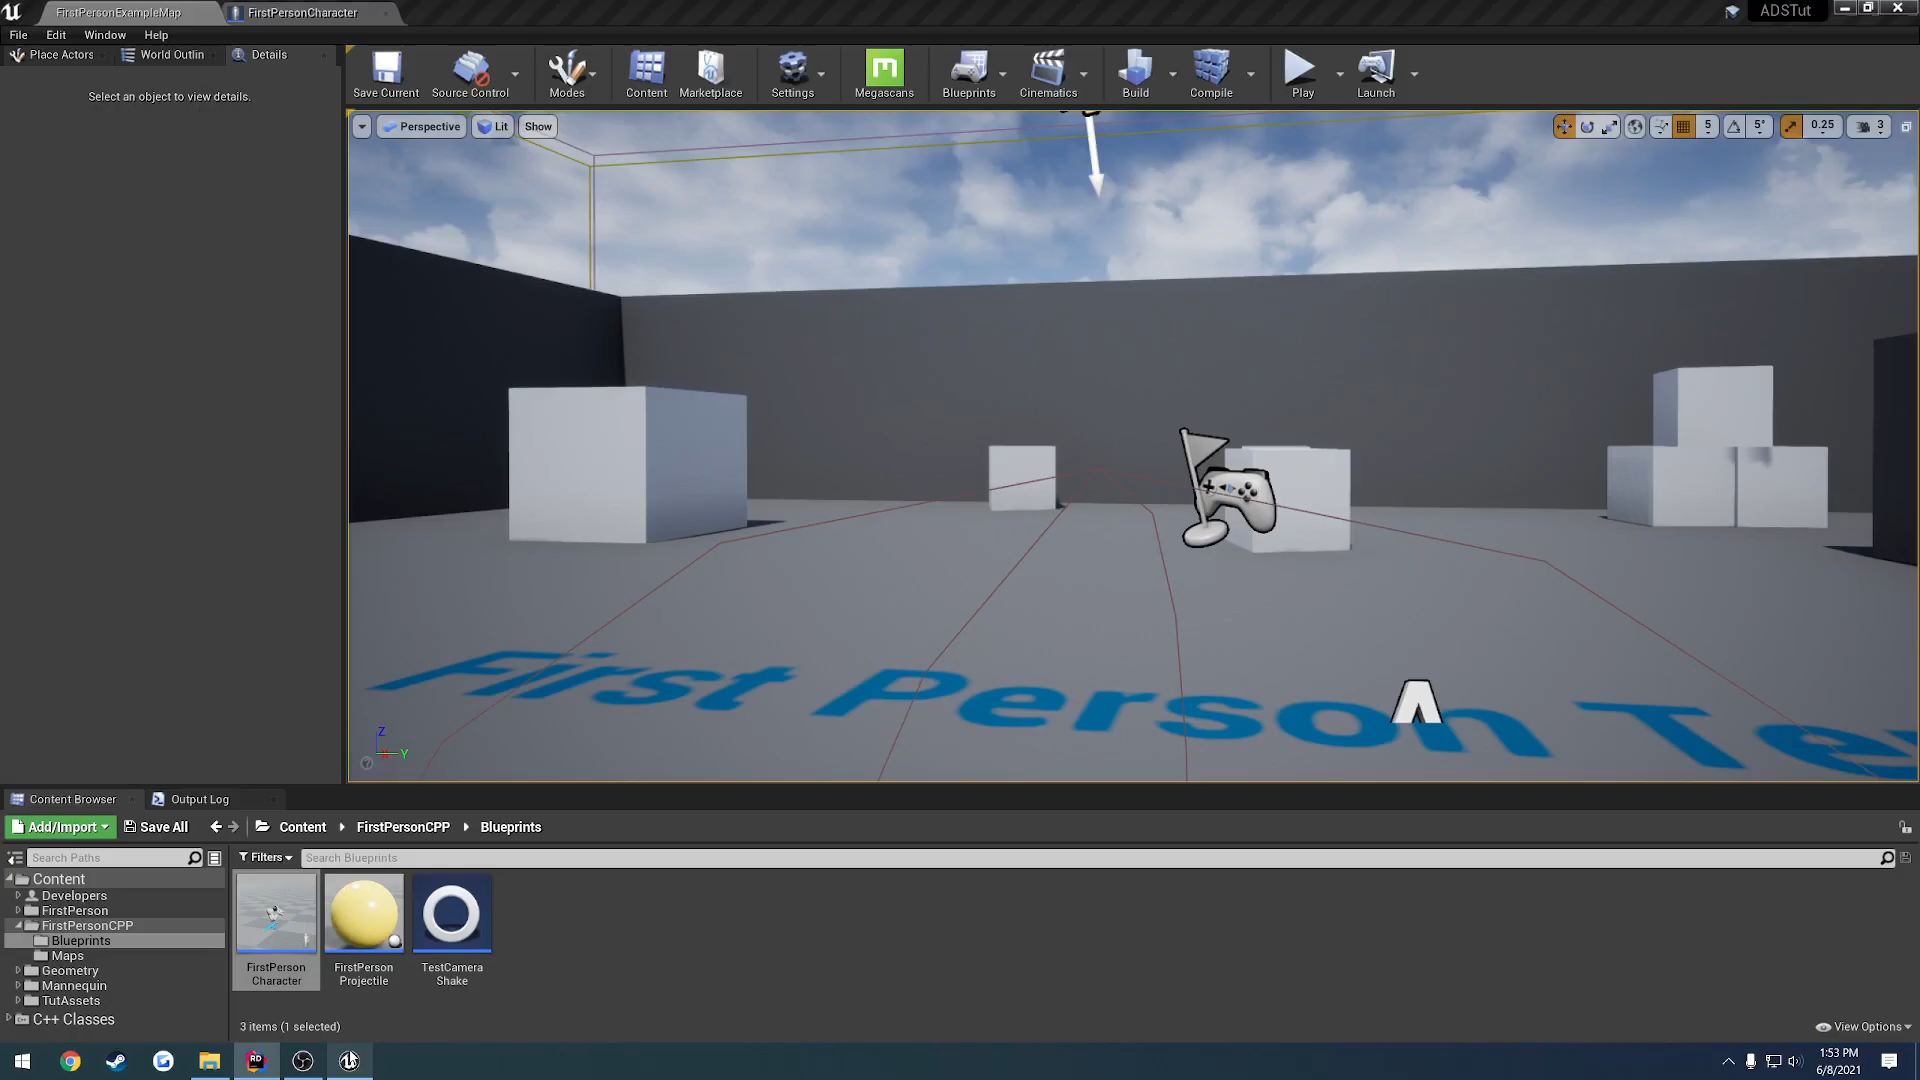 FirstPersonExampleMap
FirstPersonCharacter
ADSTut
File Edit Window Help
Place Actors World Outlin Details
Select an object to view details.
Save Current Source Control Modes Content Marketplace Settings Megascans Blueprints Cinematics Build Compile Play Launch
Perspective Lit Show
5 5° 0.25 3
First Person Te
Z
X Y
Content Browser Output Log
Add/Import Save All Content FirstPersonCPP Blueprints
Search Paths Filters Search Blueprints
Content
Developers
FirstPerson
FirstPersonCPP
Blueprints
Maps
Geometry
Mannequin
TutAssets
C++ Classes
FirstPerson
Character
FirstPerson
Projectile
TestCamera
Shake
3 items (1 selected)
View Options
RD
1:53 PM
6/8/2021